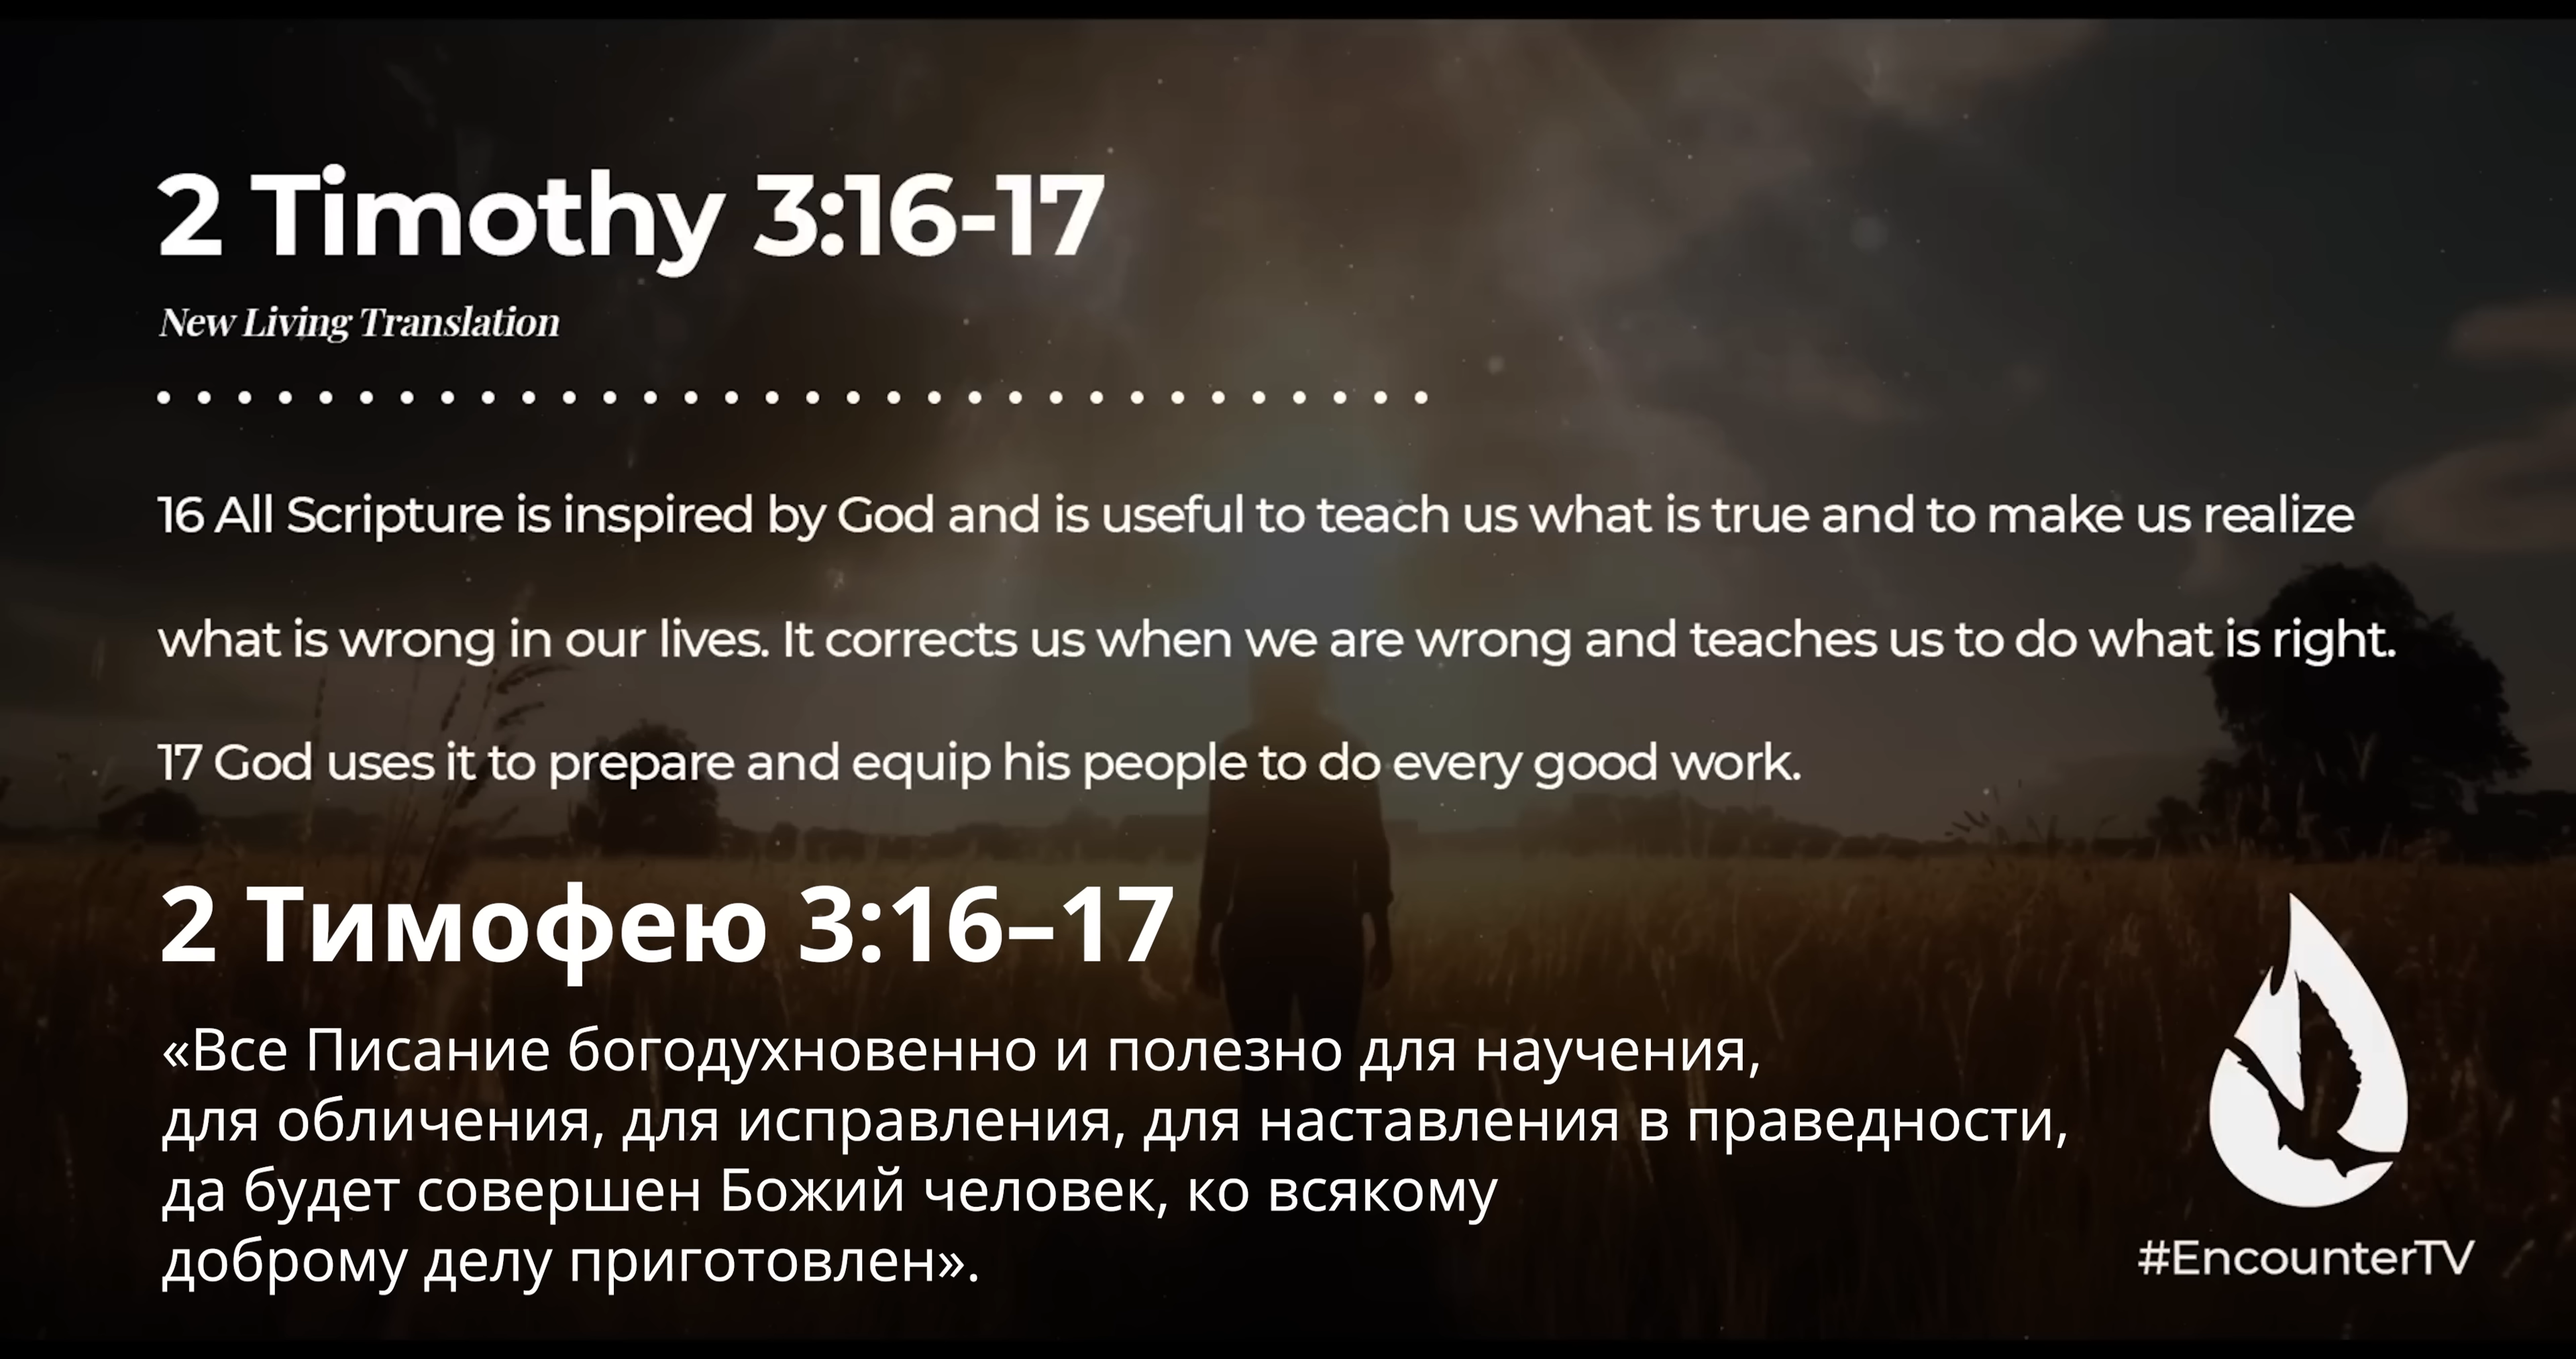 2 Timothy 3:16-17
New Living Translation
16 All Scripture is inspired by God and is useful to teach us what is true and to make us realize
what is wrong in our lives. It corrects us when we are wrong and teaches us to do what is right.
17 God uses it to prepare and equip his people to do every good work.
2 Тимофею 3:16–17
«Все Писание богодухновенно и полезно для научения,
для обличения, для исправления, для наставления в праведности,
да будет совершен Божий человек, ко всякому
доброму делу приготовлен».
#EncounterTV